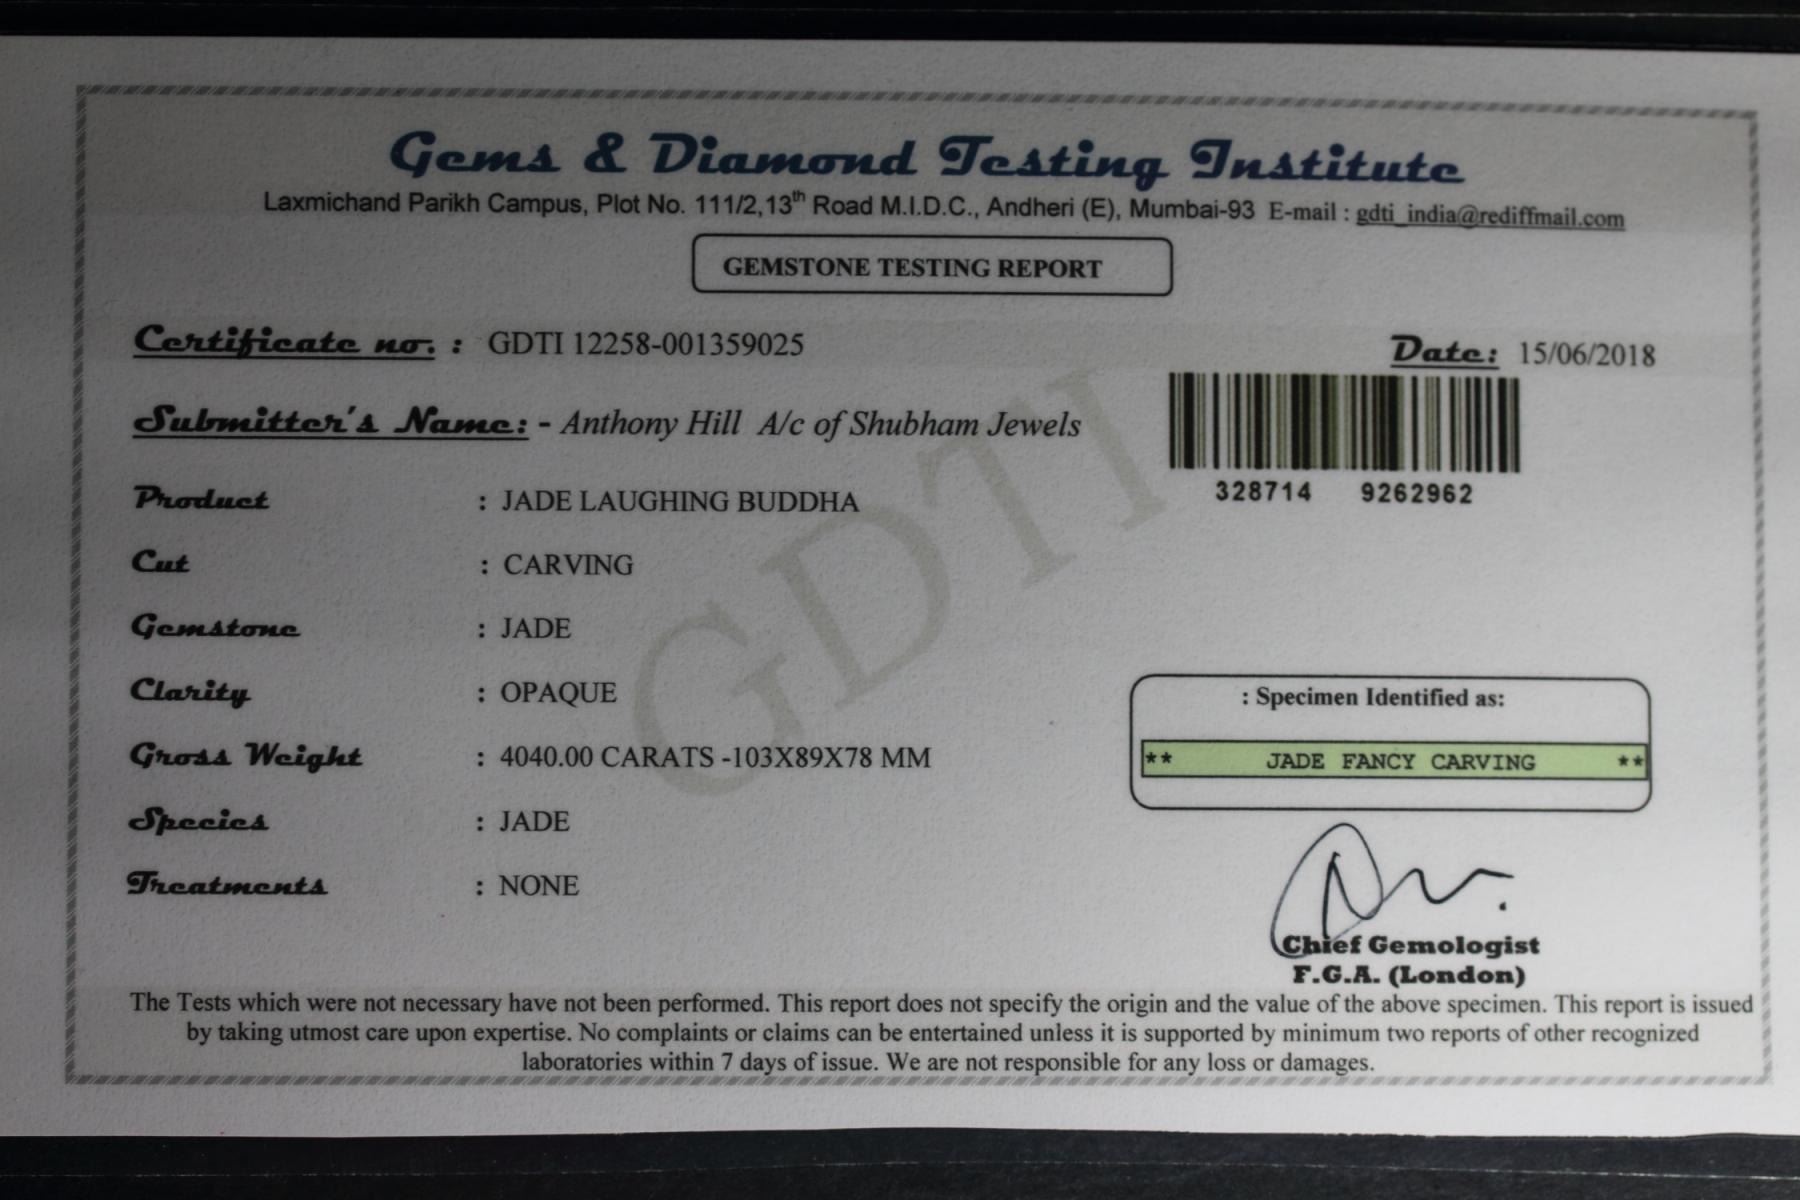 Gems & Diamond Testing Institute
Laxmichand Parikh Campus, Plot No. 111/2,13th Road M.I.D.C., Andheri (E), Mumbai-93 E-mail : gdti_india@rediffmail.com
GEMSTONE TESTING REPORT
Certificate no. : GDTI 12258-001359025
Date: 15/06/2018
Submitter's Name: - Anthony Hill A/c of Shubham Jewels
328714 9262962
Product : JADE LAUGHING BUDDHA
Cut : CARVING
Gemstone : JADE
Clarity : OPAQUE
Gross Weight : 4040.00 CARATS -103X89X78 MM
Species : JADE
Treatments : NONE
GDTI
: Specimen Identified as:
** JADE FANCY CARVING **
Chief Gemologist
F.G.A. (London)
The Tests which were not necessary have not been performed. This report does not specify the origin and the value of the above specimen. This report is issued
by taking utmost care upon expertise. No complaints or claims can be entertained unless it is supported by minimum two reports of other recognized
laboratories within 7 days of issue. We are not responsible for any loss or damages.